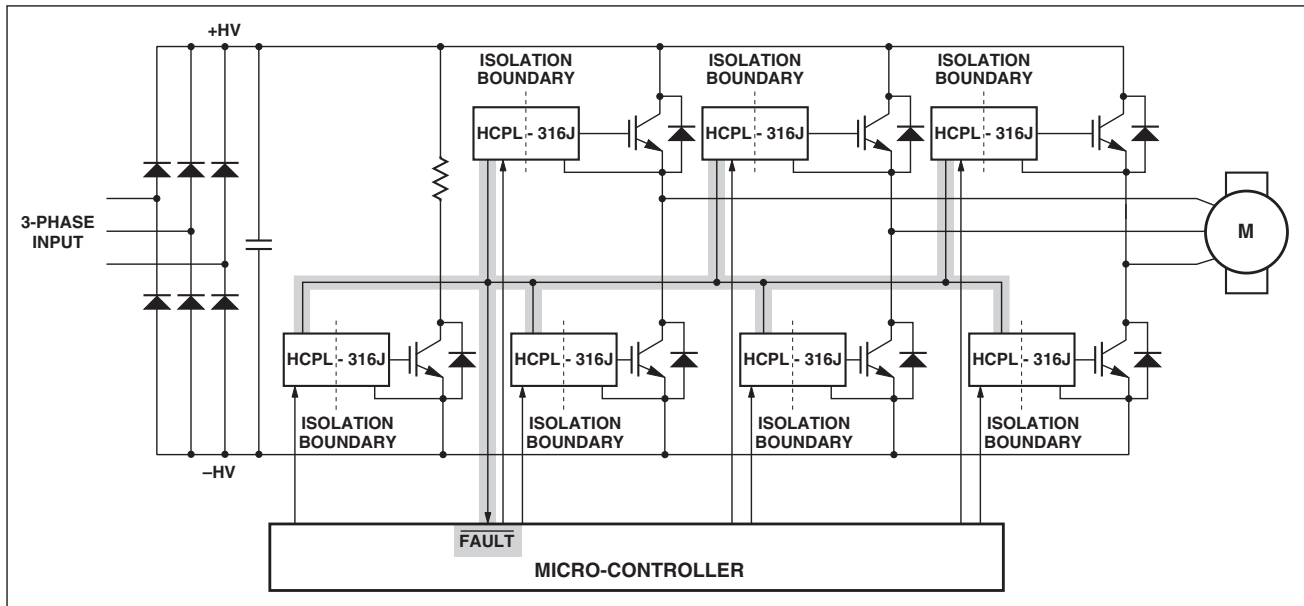 +HV
ISOLATION
BOUNDARY
ISOLATION
BOUNDARY
ISOLATION
BOUNDARY
HCPL - 316J
HCPL - 316J
HCPL - 316J
3-PHASE
INPUT
M
HCPL - 316J
HCPL - 316J
HCPL - 316J
HCPL - 316J
ISOLATION
BOUNDARY
ISOLATION
BOUNDARY
ISOLATION
BOUNDARY
ISOLATION
BOUNDARY
–HV
FAULT
MICRO-CONTROLLER